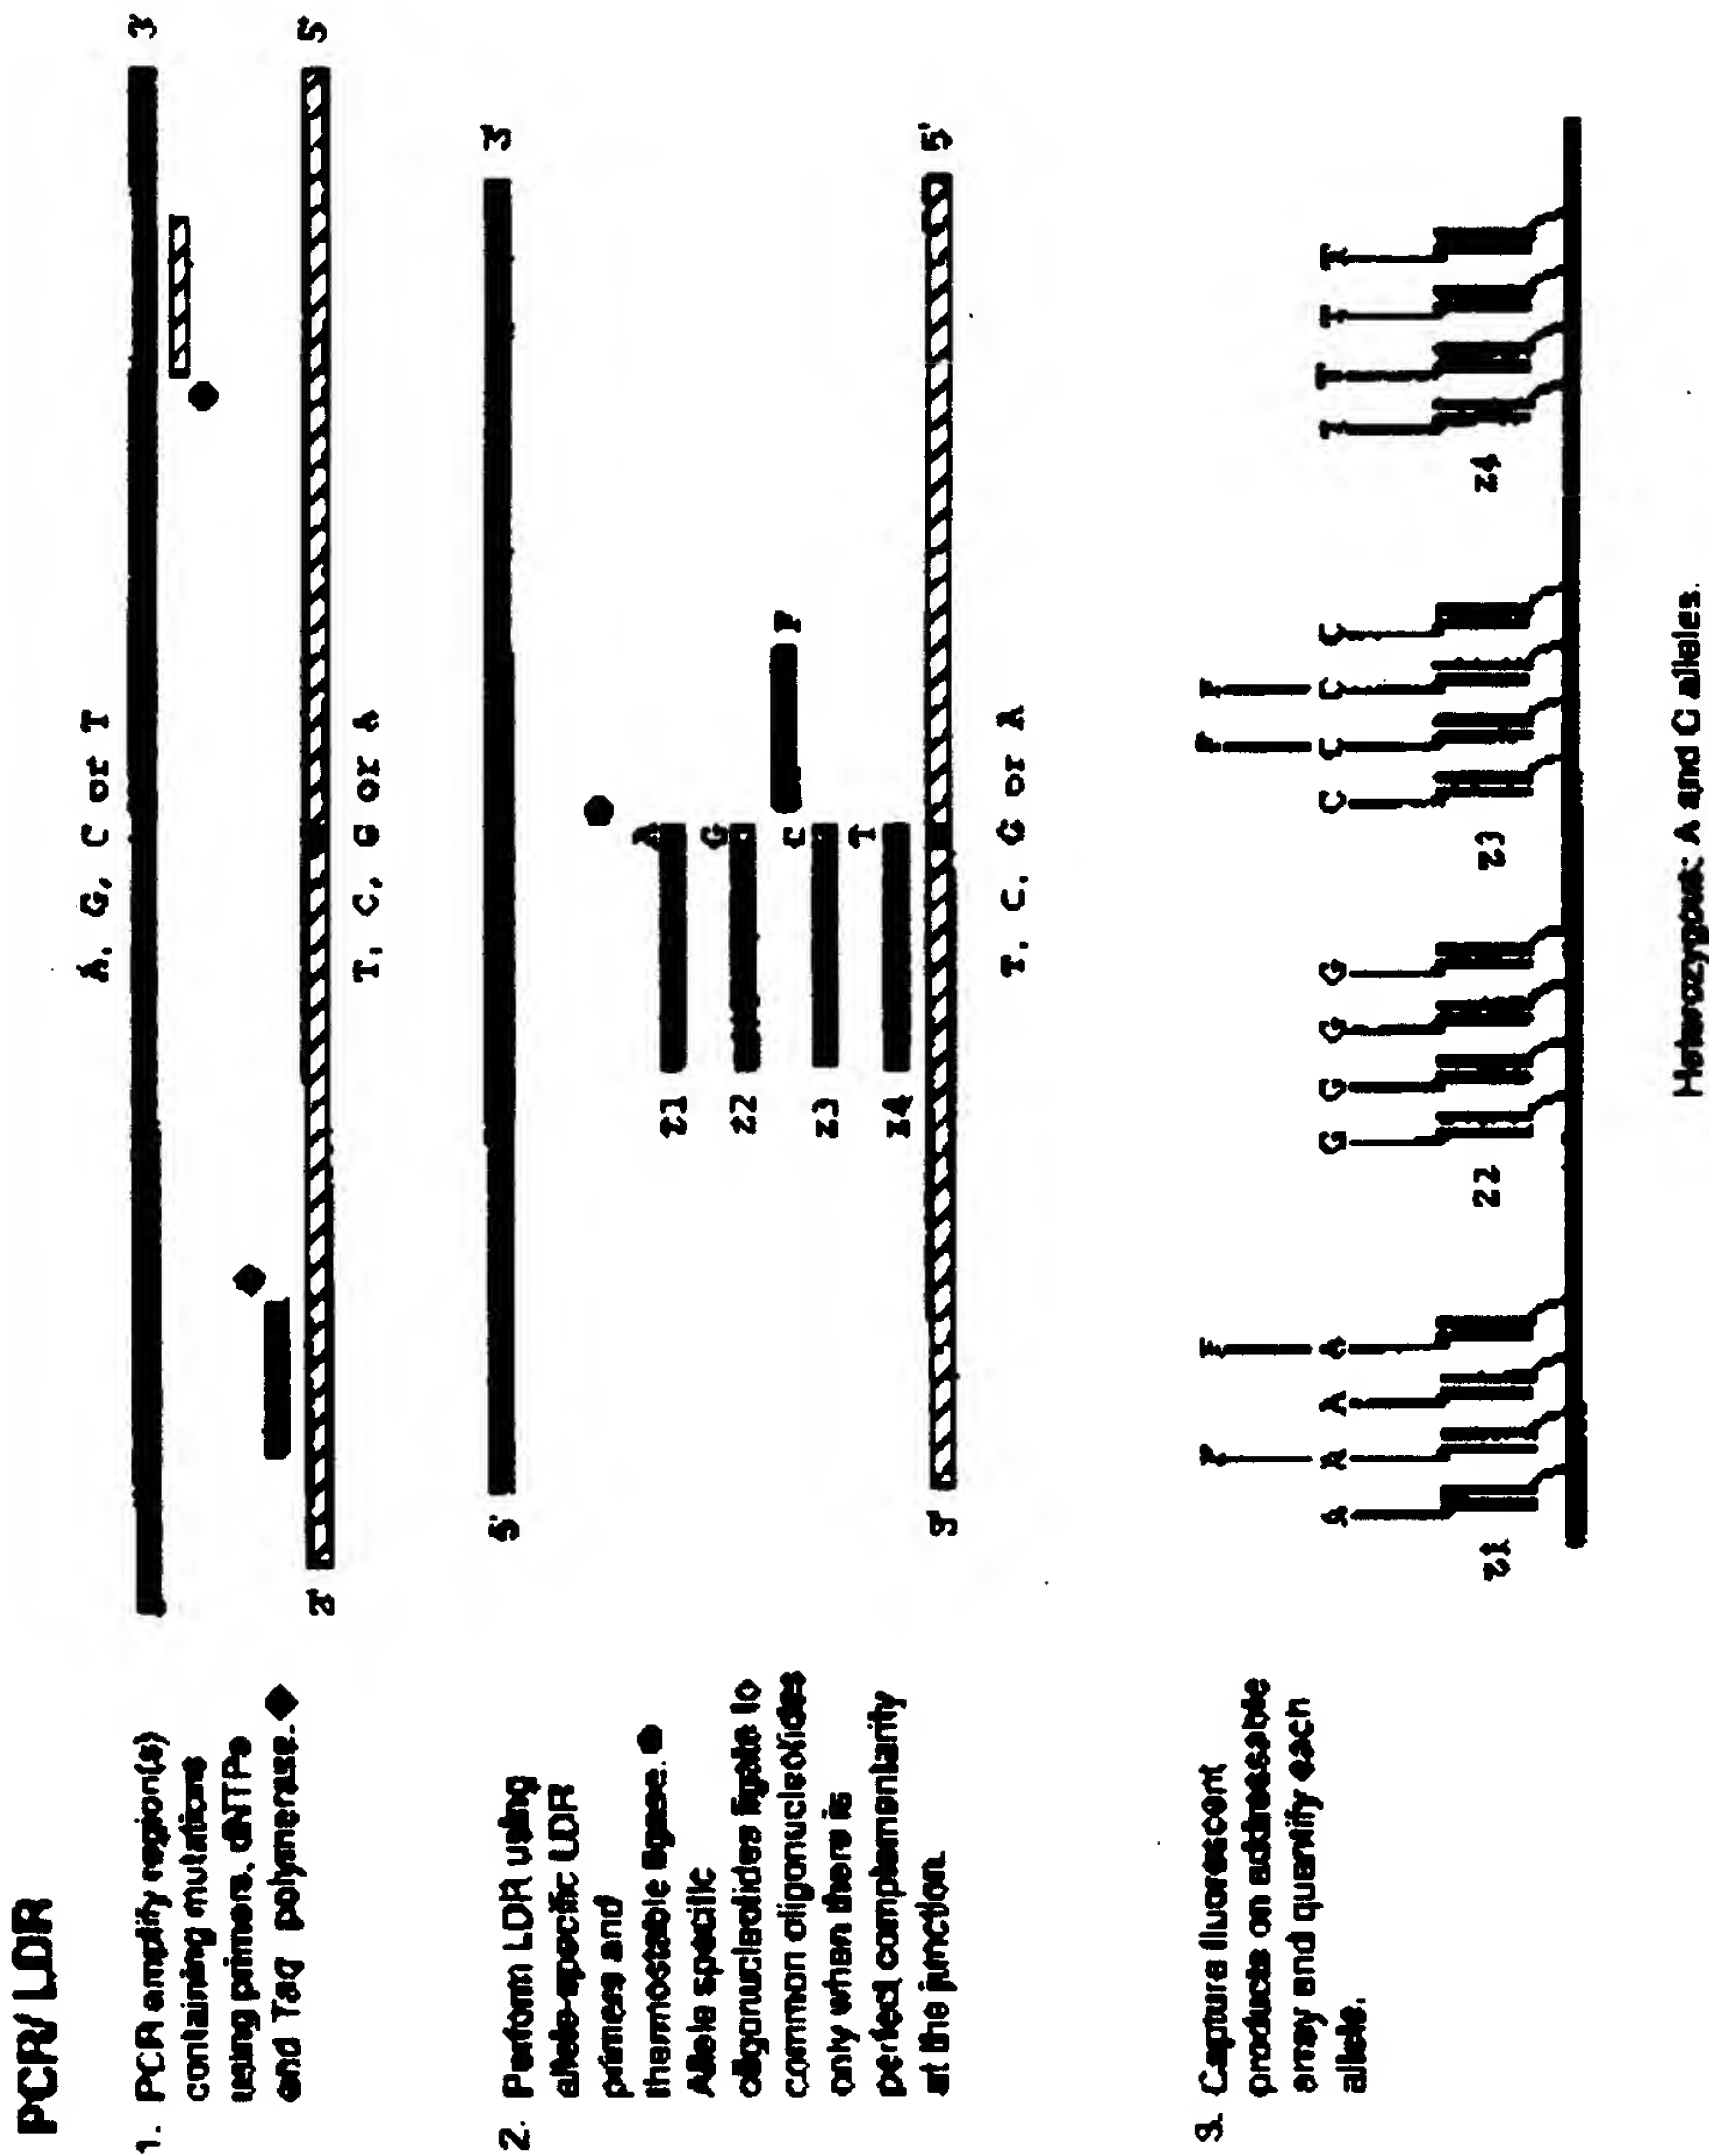 PCR/ LDR
1. PCR amplify region(s)
containing mutations
using primers, dNTPs
and Taq polymerase.
A, G, C or T
3'
5'
T, C, G or A
2. Perform LDR using
allele-specific LDR
primers and
thermostable ligase.
Allele specific
oligonucleotides ligate to
common oligonucleotides
only when there is
perfect complementarity
at the junction.
5'
3'
z1
A
z2
G
z3
C
F
z4
T
3'
5'
T, C, G or A
3. Capture fluorescent
products on addressable
array and quantify each
allele.
F F F F
A A A A G G G G C C C C T T T T
z1 z2 z3 z4
Heterozygous: A and C alleles.